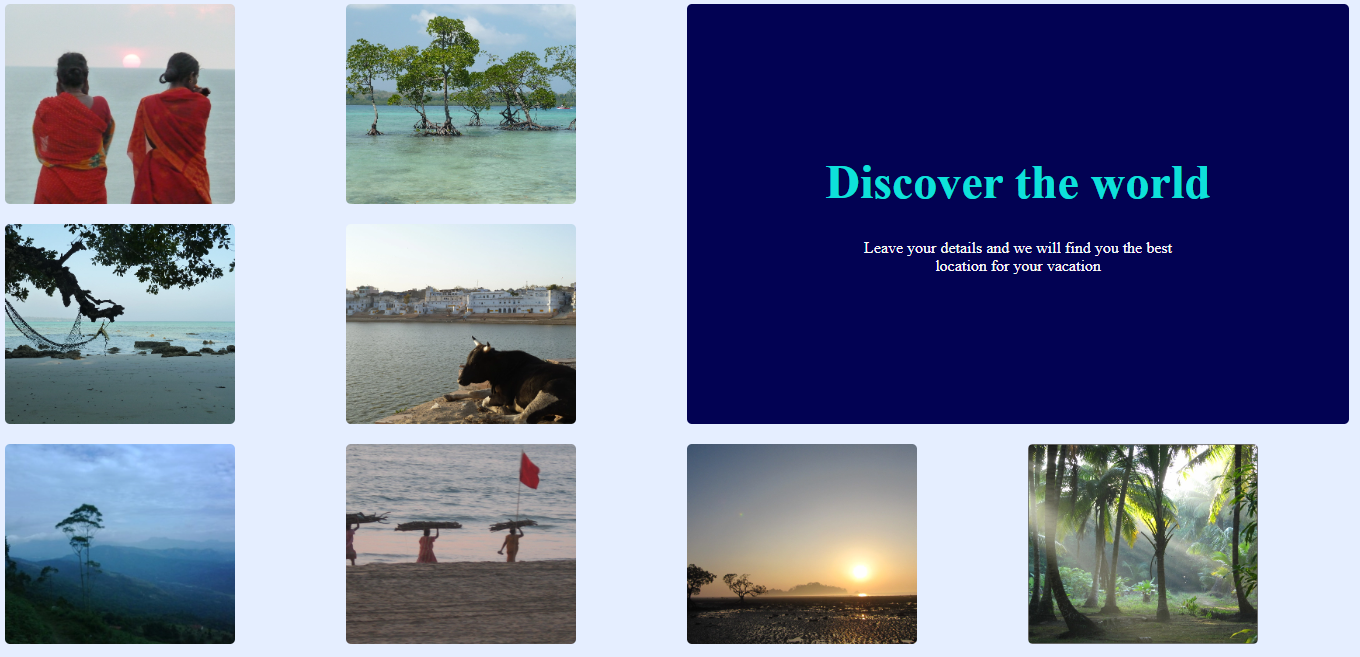 Discover the world
Leave your details and we will find you the best
location for your vacation